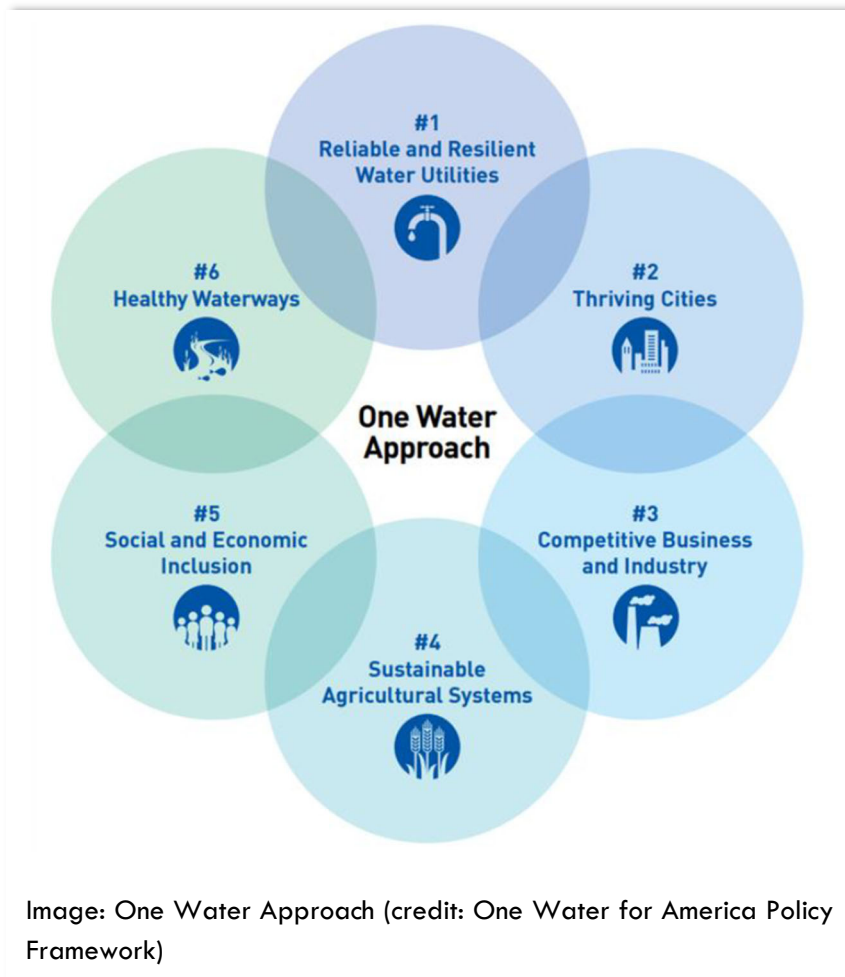 #1
Reliable and Resilient
Water Utilities
#2
Thriving Cities
#3
Competitive Business
and Industry
#4
Sustainable
Agricultural Systems
#5
Social and Economic
Inclusion
#6
Healthy Waterways
One Water
Approach
Image: One Water Approach (credit: One Water for America Policy
Framework)